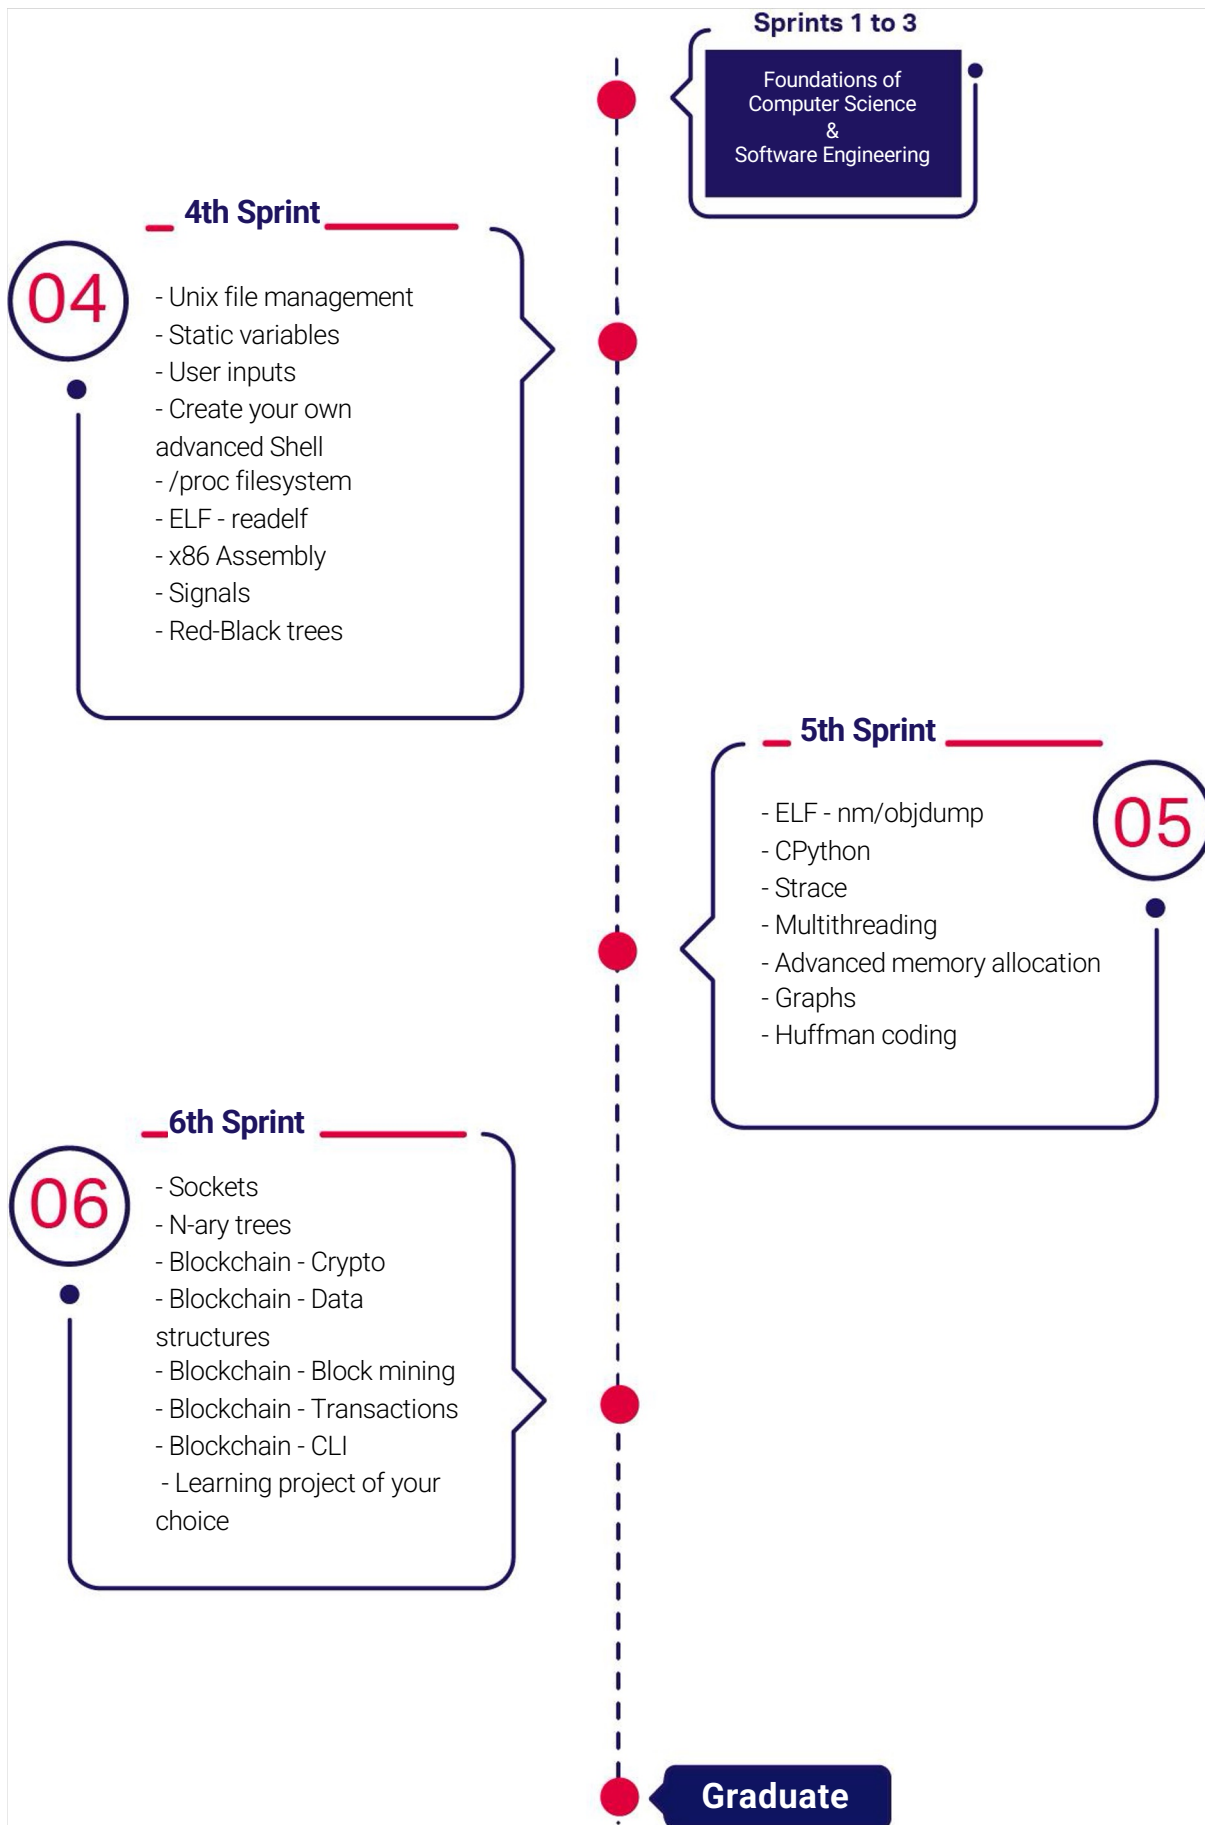 Sprints 1 to 3
Foundations of
Computer Science
&
Software Engineering
4th Sprint
04
- Unix file management
- Static variables
- User inputs
- Create your own
advanced Shell
- /proc filesystem
- ELF - readelf
- x86 Assembly
- Signals
- Red-Black trees
5th Sprint
05
- ELF - nm/objdump
- CPython
- Strace
- Multithreading
- Advanced memory allocation
- Graphs
- Huffman coding
6th Sprint
06
- Sockets
- N-ary trees
- Blockchain - Crypto
- Blockchain - Data
structures
- Blockchain - Block mining
- Blockchain - Transactions
- Blockchain - CLI
- Learning project of your
choice
Graduate